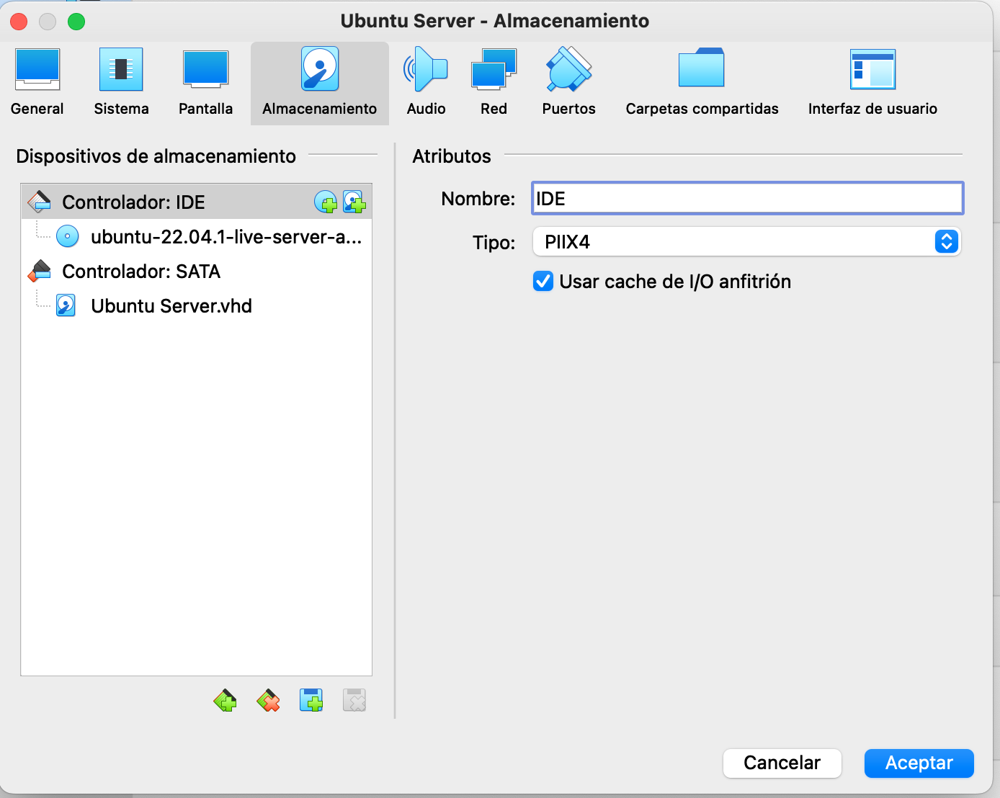 Ubuntu Server - Almacenamiento
General
Sistema
Pantalla
Almacenamiento
Audio
Red
Puertos
Carpetas compartidas
Interfaz de usuario
Dispositivos de almacenamiento
Controlador: IDE
ubuntu-22.04.1-live-server-a...
Controlador: SATA
Ubuntu Server.vhd
Atributos
Nombre: IDE
Tipo: PIIX4
Usar cache de I/O anfitrión
Cancelar
Aceptar